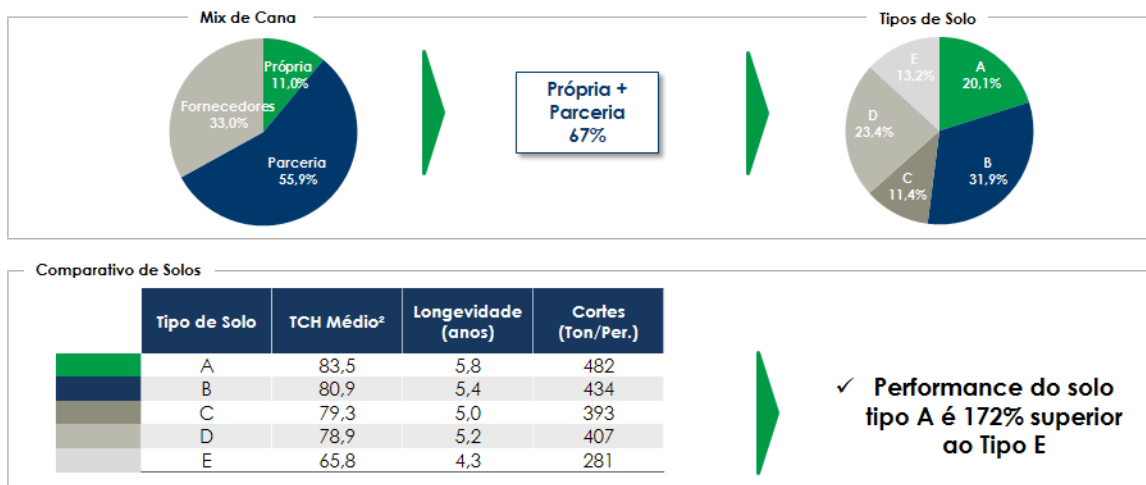 Mix de Cana
Própria
11,0%
Fornecedores
33,0%
Parceria
55,9%
Própria +
Parceria
67%
Tipos de Solo
E
13,2%
A
20,1%
D
23,4%
B
31,9%
C
11,4%
Comparativo de Solos
Tipo de Solo TCH Médio² Longevidade (anos) Cortes (Ton/Per.)
A 83,5 5,8 482
B 80,9 5,4 434
C 79,3 5,0 393
D 78,9 5,2 407
E 65,8 4,3 281
✓ Performance do solo
tipo A é 172% superior
ao Tipo E